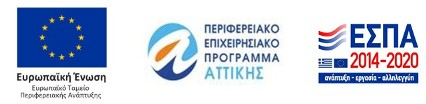 Ευρωπαϊκή Ένωση
Ευρωπαϊκό Ταμείο
Περιφερειακής Ανάπτυξης
ΠΕΡΙΦΕΡΕΙΑΚΟ
ΕΠΙΧΕΙΡΗΣΙΑΚΟ
ΠΡΟΓΡΑΜΜΑ
ΑΤΤΙΚΗΣ
ΕΣΠΑ
2014-2020
ανάπτυξη - εργασία - αλληλεγγύη